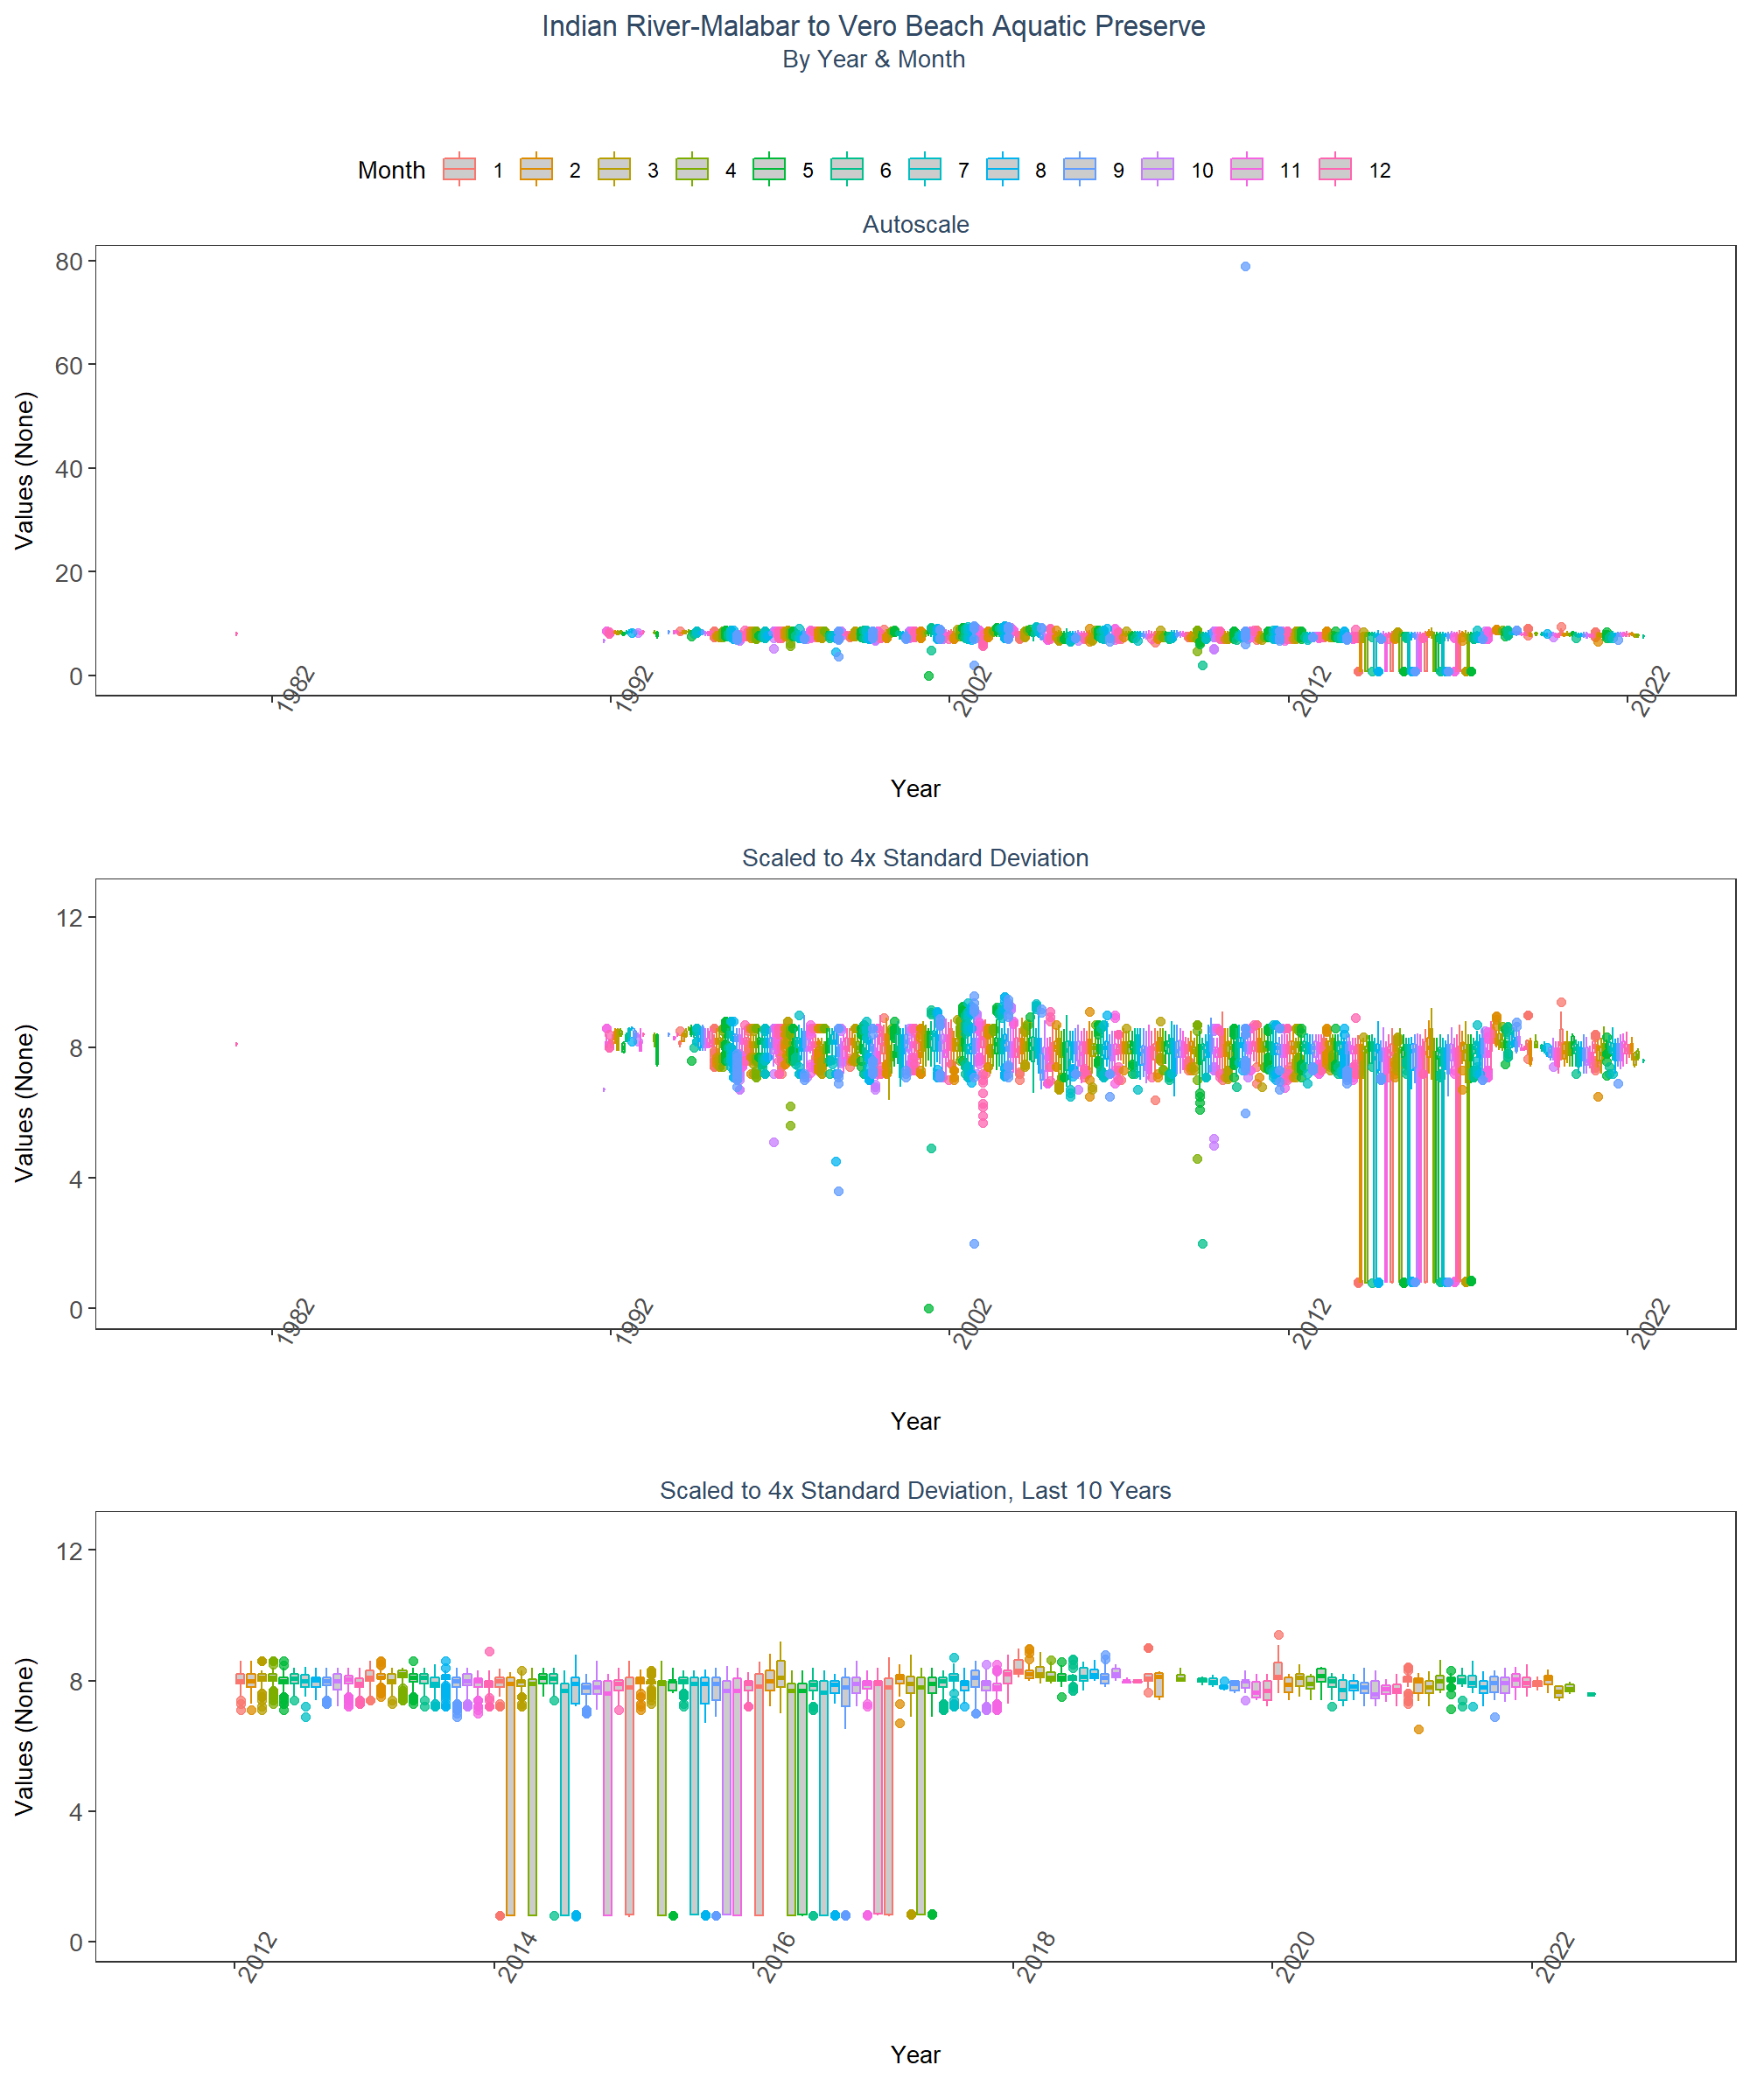 Indian River-Malabar to Vero Beach Aquatic Preserve
By Year & Month
Month 1 2 3 4 5 6 7 8 9 10 11 12
Autoscale
Values (None)
80
60
40
20
0
1982 1992 2002 2012 2022
Year
Scaled to 4x Standard Deviation
Values (None)
12
8
4
0
1982 1992 2002 2012 2022
Year
Scaled to 4x Standard Deviation, Last 10 Years
Values (None)
12
8
4
0
2012 2014 2016 2018 2020 2022
Year